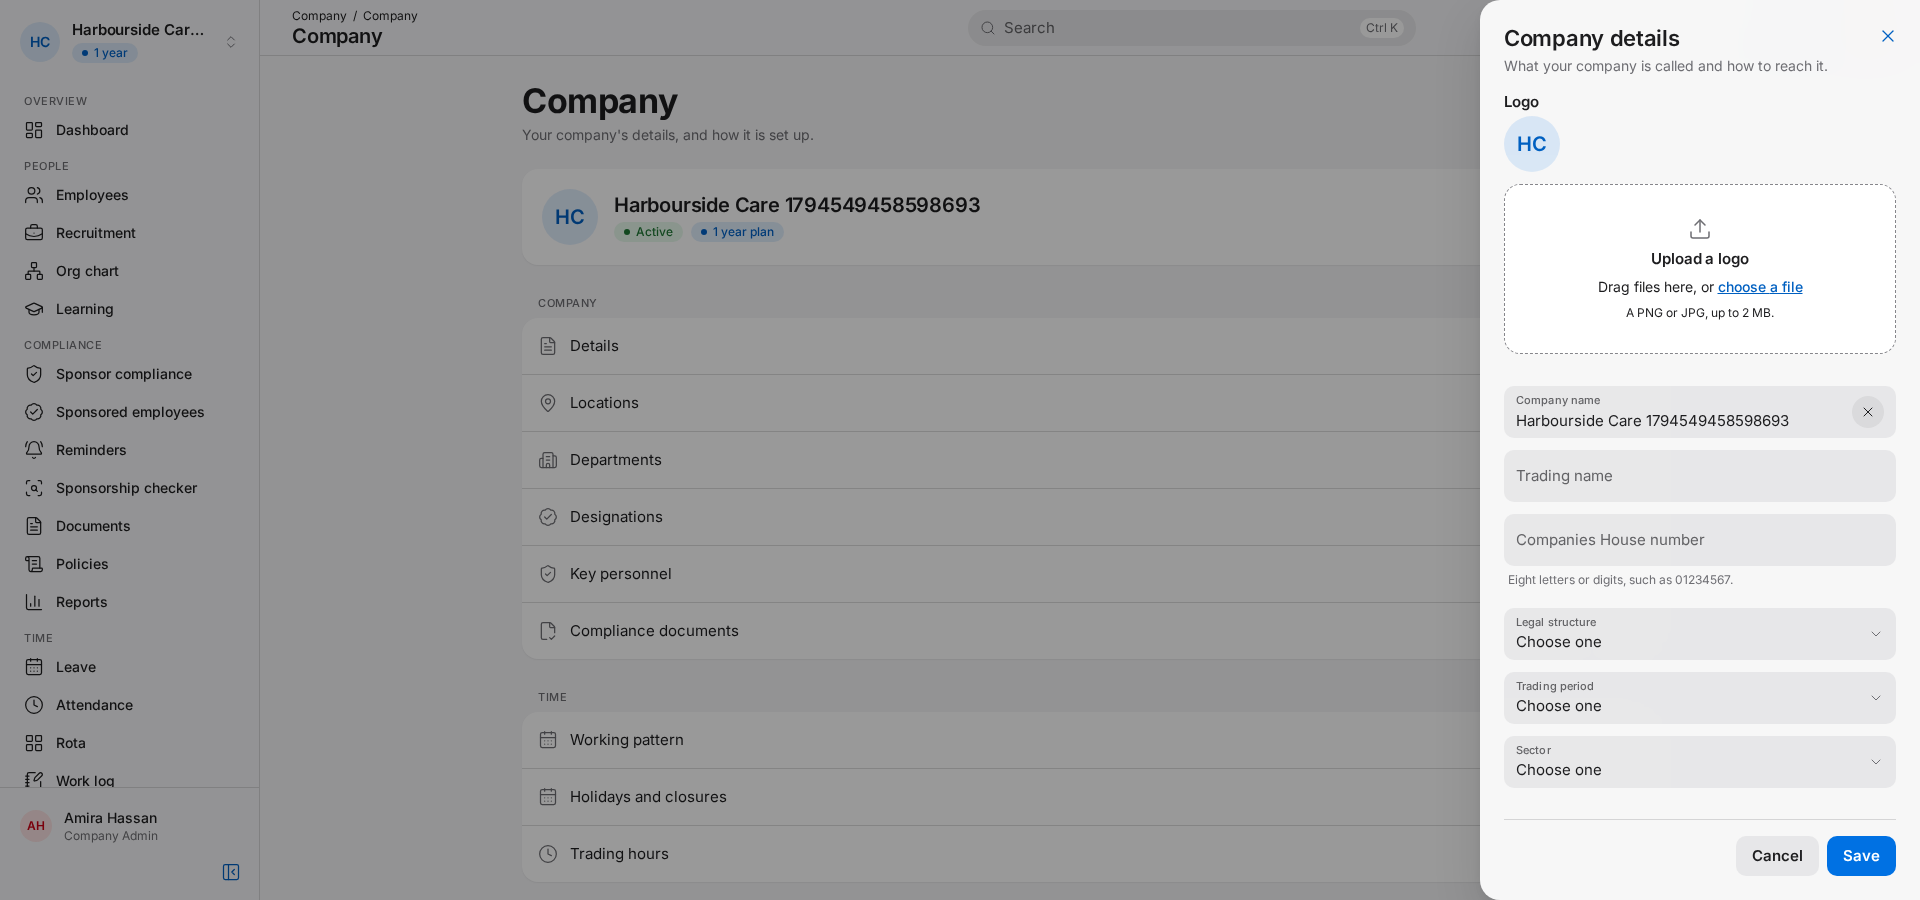 HC
Harbourside Car...
1 year
OVERVIEW
Dashboard
PEOPLE
Employees
Recruitment
Org chart
Learning
COMPLIANCE
Sponsor compliance
Sponsored employees
Reminders
Sponsorship checker
Documents
Policies
Reports
TIME
Leave
Attendance
Rota
Work log
AH
Amira Hassan
Company Admin
Company / Company
Company
Search
Ctrl K
Company
Your company's details, and how it is set up.
HC
Harbourside Care 1794549458598693
Active
1 year plan
COMPANY
Details
Locations
Departments
Designations
Key personnel
Compliance documents
TIME
Working pattern
Holidays and closures
Trading hours
Company details
What your company is called and how to reach it.
Logo
HC
Upload a logo
Drag files here, or choose a file
A PNG or JPG, up to 2 MB.
Company name
Harbourside Care 1794549458598693
Trading name
Companies House number
Eight letters or digits, such as 01234567.
Legal structure
Choose one
Trading period
Choose one
Sector
Choose one
Cancel
Save